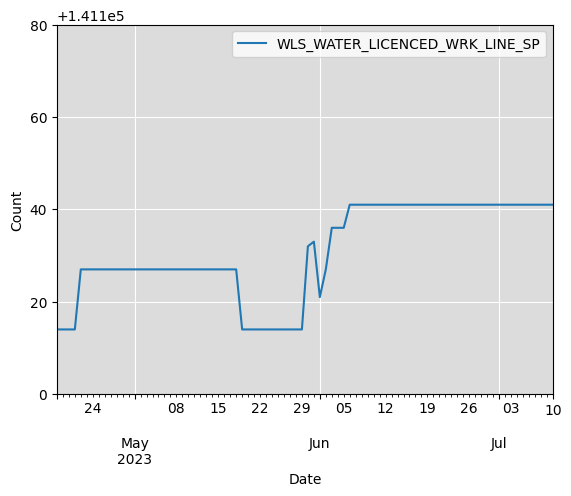 +1.411e5
80
60
40
20
0
Count
WLS_WATER_LICENCED_WRK_LINE_SP
24 08 15 22 29 05 12 19 26 03 10
May Jun Jul
2023
Date